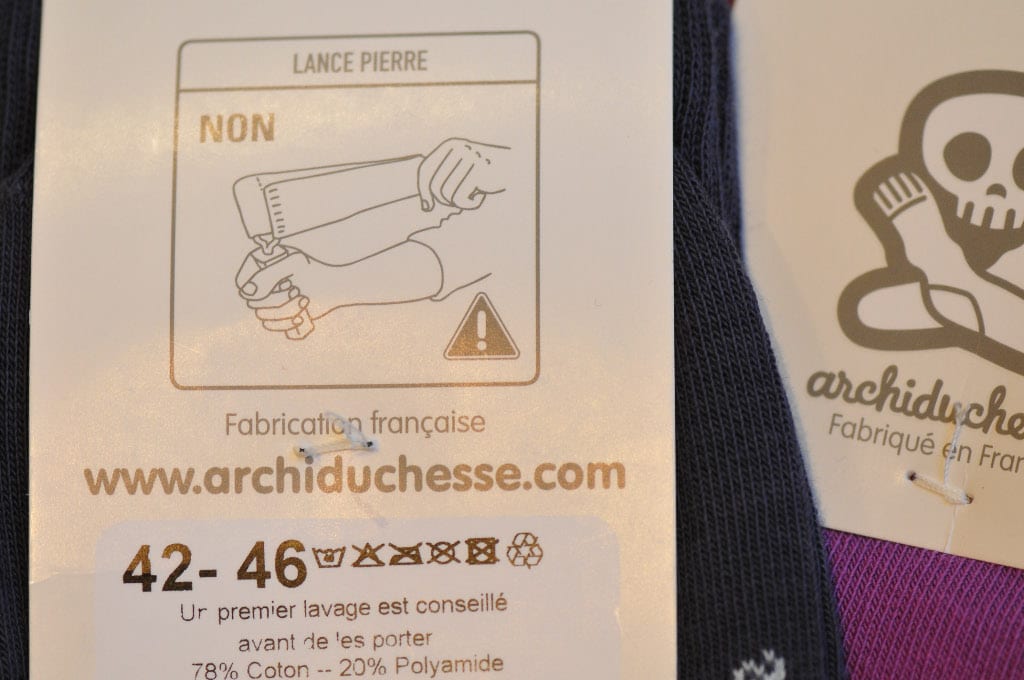 LANCE PIERRE
NON
Fabrication française
www.archiduchesse.com
42- 46
Ur premier lavage est conseillé
avant de 'es porter
78% Coton -- 20% Polyamide
archiduche
Fabriqué en Fran